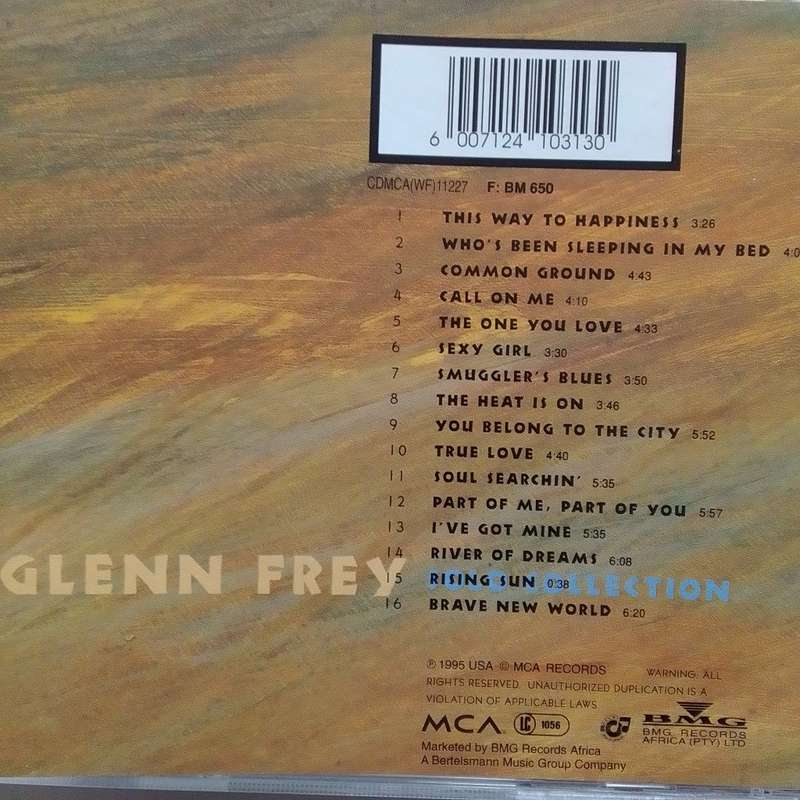 6 007124 103130
CDMCA(WF)11227 F: BM 650
1 THIS WAY TO HAPPINESS 3:26
2 WHO'S BEEN SLEEPING IN MY BED
3 COMMON GROUND 4:43
4 CALL ON ME 4:10
5 THE ONE YOU LOVE 4:33
6 SEXY GIRL 3:30
7 SMUGGLER'S BLUES 3:50
8 THE HEAT IS ON 3:46
9 YOU BELONG TO THE CITY 5:52
10 TRUE LOVE 4:40
11 SOUL SEARCHIN' 5:35
12 PART OF ME, PART OF YOU 5:57
13 I'VE GOT MINE 5:35
14 RIVER OF DREAMS 6:08
GLENN FREY SOLO COLLECTION
15 RISING SUN 0:38
16 BRAVE NEW WORLD 6:20
℗ 1995 USA © MCA RECORDS WARNING: ALL
RIGHTS RESERVED. UNAUTHORIZED DUPLICATION IS A
VIOLATION OF APPLICABLE LAWS
MCA. LC 1056
BMG
BMG RECORDS
AFRICA (PTY) LTD
Marketed by BMG Records Africa
A Bertelsmann Music Group Company